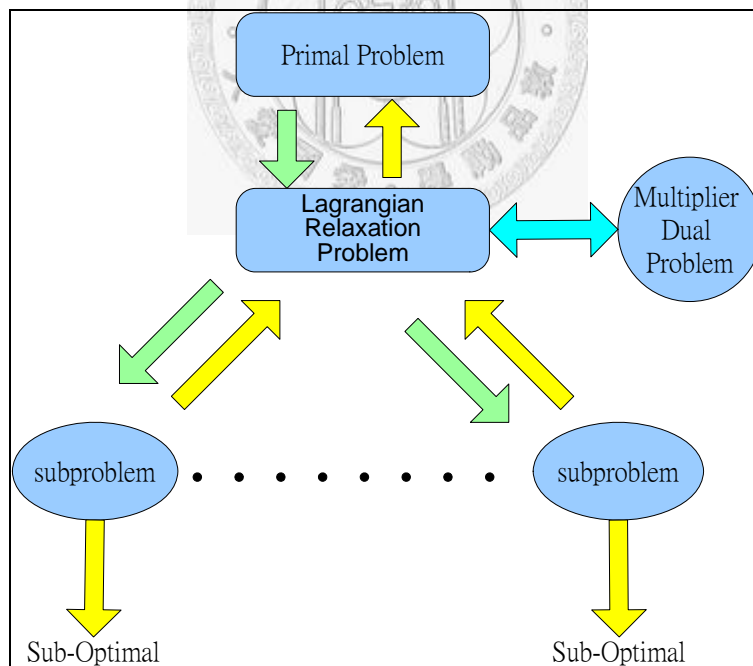 Primal Problem
Lagrangian
Relaxation
Problem
Multiplier
Dual
Problem
subproblem
subproblem
Sub-Optimal
Sub-Optimal